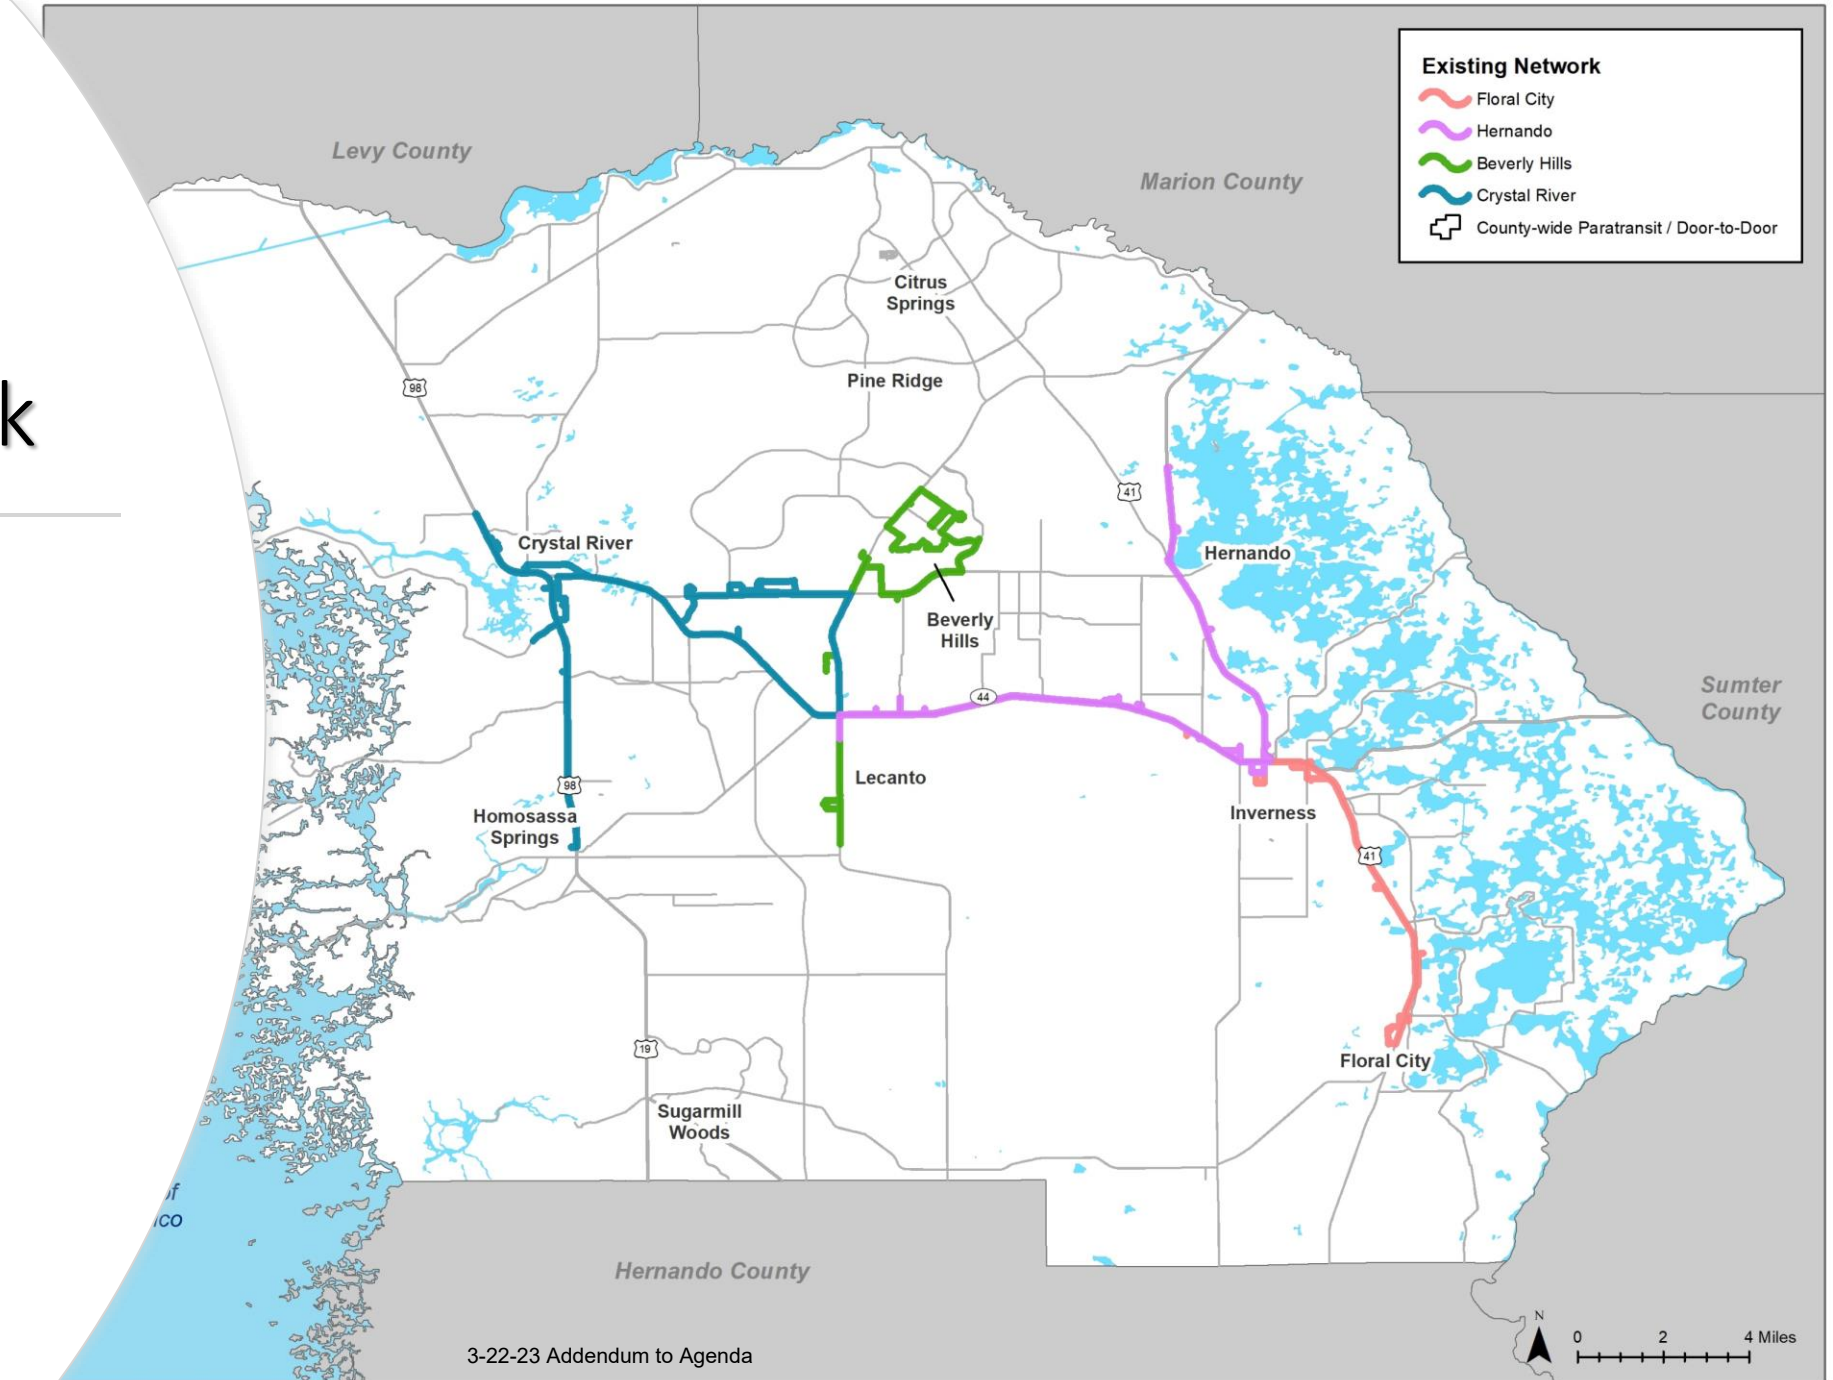 k
Existing Network
Floral City
Hernando
Beverly Hills
Crystal River
County-wide Paratransit / Door-to-Door
Levy County
Marion County
Citrus
Springs
Pine Ridge
98
41
Crystal River
Hernando
Beverly
Hills
44
Sumter
County
Lecanto
98
Homosassa
Springs
Inverness
41
19
Floral City
Sugarmill
Woods
of
ico
Hernando County
3-22-23 Addendum to Agenda
N
0 2 4 Miles